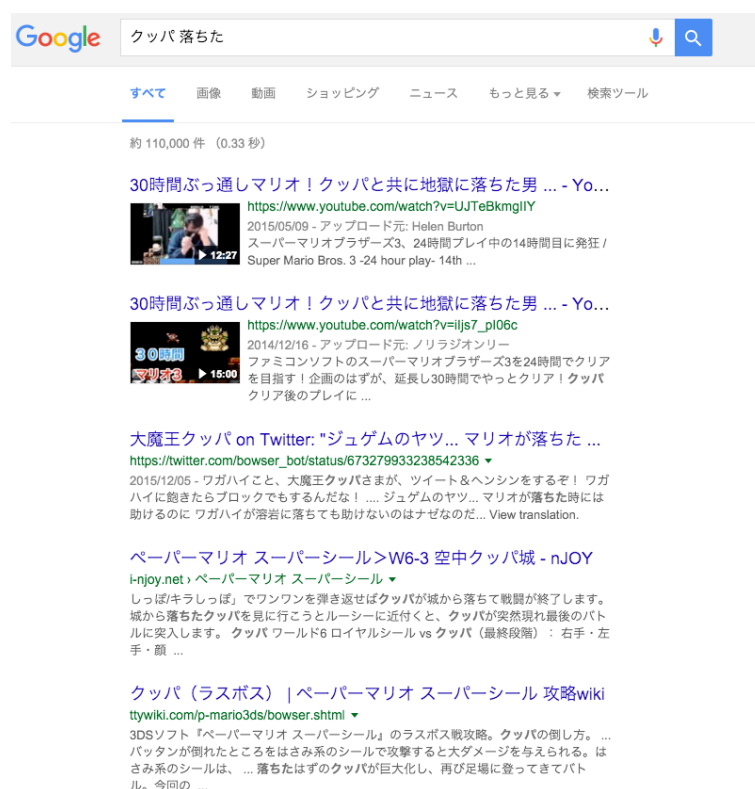 Google
クッパ 落ちた
すべて 画像 動画 ショッピング ニュース もっと見る▼ 検索ツール
約 110,000 件 （0.33 秒）
30時間ぶっ通しマリオ！クッパと共に地獄に落ちた男 ... - Yo...
https://www.youtube.com/watch?v=UJTeBkmgIIY
2015/05/09 - アップロード元: Helen Burton
スーパーマリオブラザーズ3、24時間プレイ中の14時間目に発狂 /
Super Mario Bros. 3 -24 hour play- 14th ...
12:27
30時間ぶっ通しマリオ！クッパと共に地獄に落ちた男 ... - Yo...
https://www.youtube.com/watch?v=iljs7_pI06c
2014/12/16 - アップロード元: ノリラジオンリー
ファミコンソフトのスーパーマリオブラザーズ3を24時間でクリア
を目指す！企画のはずが、延長し30時間でやっとクリア！クッパ
クリア後のプレイに ...
30時間
マリオ3
15:00
大魔王クッパ on Twitter: "ジュゲムのヤツ... マリオが落ちた ...
https://twitter.com/bowser_bot/status/673279933238542336 ▼
2015/12/05 - ワガハイこと、大魔王クッパさまが、ツイート＆ヘンシンをするぞ！ ワガ
ハイに飽きたらブロックでもするんだな！ .... ジュゲムのヤツ... マリオが落ちた時には
助けるのに ワガハイが溶岩に落ちても助けないのはナゼなのだ... View translation.
ペーパーマリオ スーパーシール＞W6-3 空中クッパ城 - nJOY
i-njoy.net › ペーパーマリオ スーパーシール ▼
しっぽ/キラしっぽ」でワンワンを弾き返せばクッパが城から落ちて戦闘が終了します。
城から落ちたクッパを見に行こうとルーシーに近付くと、クッパが突然現れ最後のバト
ルに突入します。 クッパ ワールド6 ロイヤルシール vs クッパ（最終段階）： 右手・左
手・顔 ...
クッパ（ラスボス） | ペーパーマリオ スーパーシール 攻略wiki
ttywiki.com/p-mario3ds/bowser.shtml ▼
3DSソフト『ペーパーマリオ スーパーシール』のラスボス戦攻略。クッパの倒し方。 ...
バッタンが倒れたところをはさみ系のシールで攻撃すると大ダメージを与えられる。は
さみ系のシールは、 ... 落ちたはずのクッパが巨大化し、再び足場に登ってきてバト
ル。今回の ...